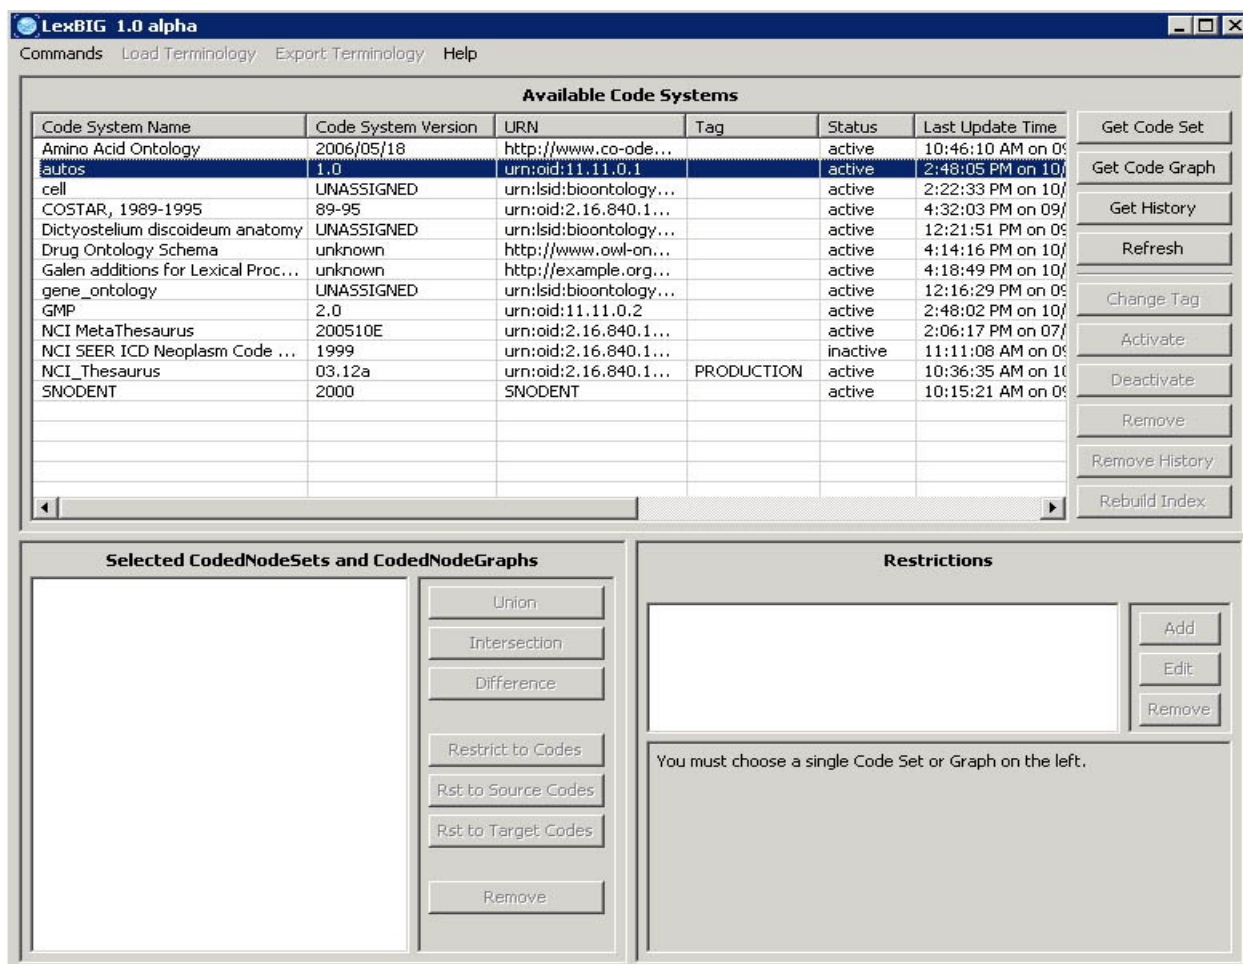 LexBIG 1.0 alpha
Commands Load Terminology Export Terminology Help
Available Code Systems
Code System Name Code System Version URN Tag Status Last Update Time
Amino Acid Ontology 2006/05/18 http://www.co-ode... active 10:46:10 AM on 09
autos 1.0 urn:oid:11.11.0.1 active 2:48:05 PM on 10/
cell UNASSIGNED urn:lsid:bioontology... active 2:22:33 PM on 10/
COSTAR, 1989-1995 89-95 urn:oid:2.16.840.1... active 4:32:03 PM on 09/
Dictyostelium discoideum anatomy UNASSIGNED urn:lsid:bioontology... active 12:21:51 PM on 09
Drug Ontology Schema unknown http://www.owl-on... active 4:14:16 PM on 10/
Galen additions for Lexical Proc... unknown http://example.org... active 4:18:49 PM on 10/
gene_ontology UNASSIGNED urn:lsid:bioontology... active 12:16:29 PM on 09
GMP 2.0 urn:oid:11.11.0.2 active 2:48:02 PM on 10/
NCI MetaThesaurus 200510E urn:oid:2.16.840.1... active 2:06:17 PM on 07/
NCI SEER ICD Neoplasm Code ... 1999 urn:oid:2.16.840.1... inactive 11:11:08 AM on 09
NCI_Thesaurus 03.12a urn:oid:2.16.840.1... PRODUCTION active 10:36:35 AM on 10
SNODENT 2000 SNODENT active 10:15:21 AM on 09
Get Code Set
Get Code Graph
Get History
Refresh
Change Tag
Activate
Deactivate
Remove
Remove History
Rebuild Index
Selected CodedNodeSets and CodedNodeGraphs
Union
Intersection
Difference
Restrict to Codes
Rst to Source Codes
Rst to Target Codes
Remove
Restrictions
Add
Edit
Remove
You must choose a single Code Set or Graph on the left.